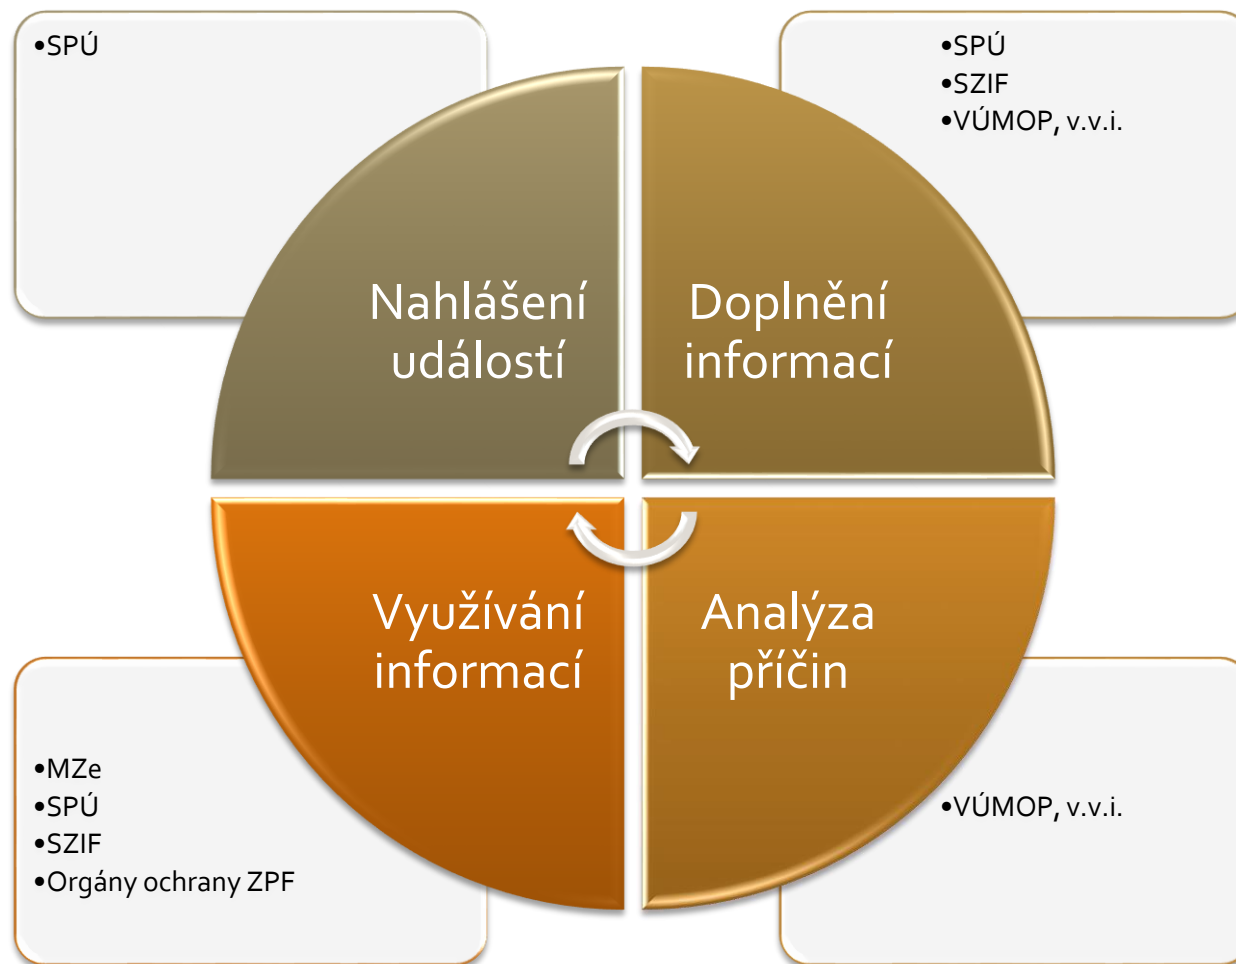 •SPÚ
•SPÚ
•SZIF
•VÚMOP, v.v.i.
Nahlášení
událostí
Doplnění
informací
Využívání
informací
Analýza
příčin
•MZe
•SPÚ
•SZIF
•Orgány ochrany ZPF
•VÚMOP, v.v.i.